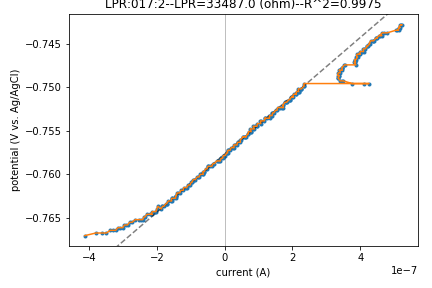 LPR:017:2--LPR=33487.0 (ohm)--R^2=0.9975
−0.745
−0.750
−0.755
−0.760
−0.765
potential (V vs. Ag/AgCl)
−4
−2
0
2
4
1e−7
current (A)